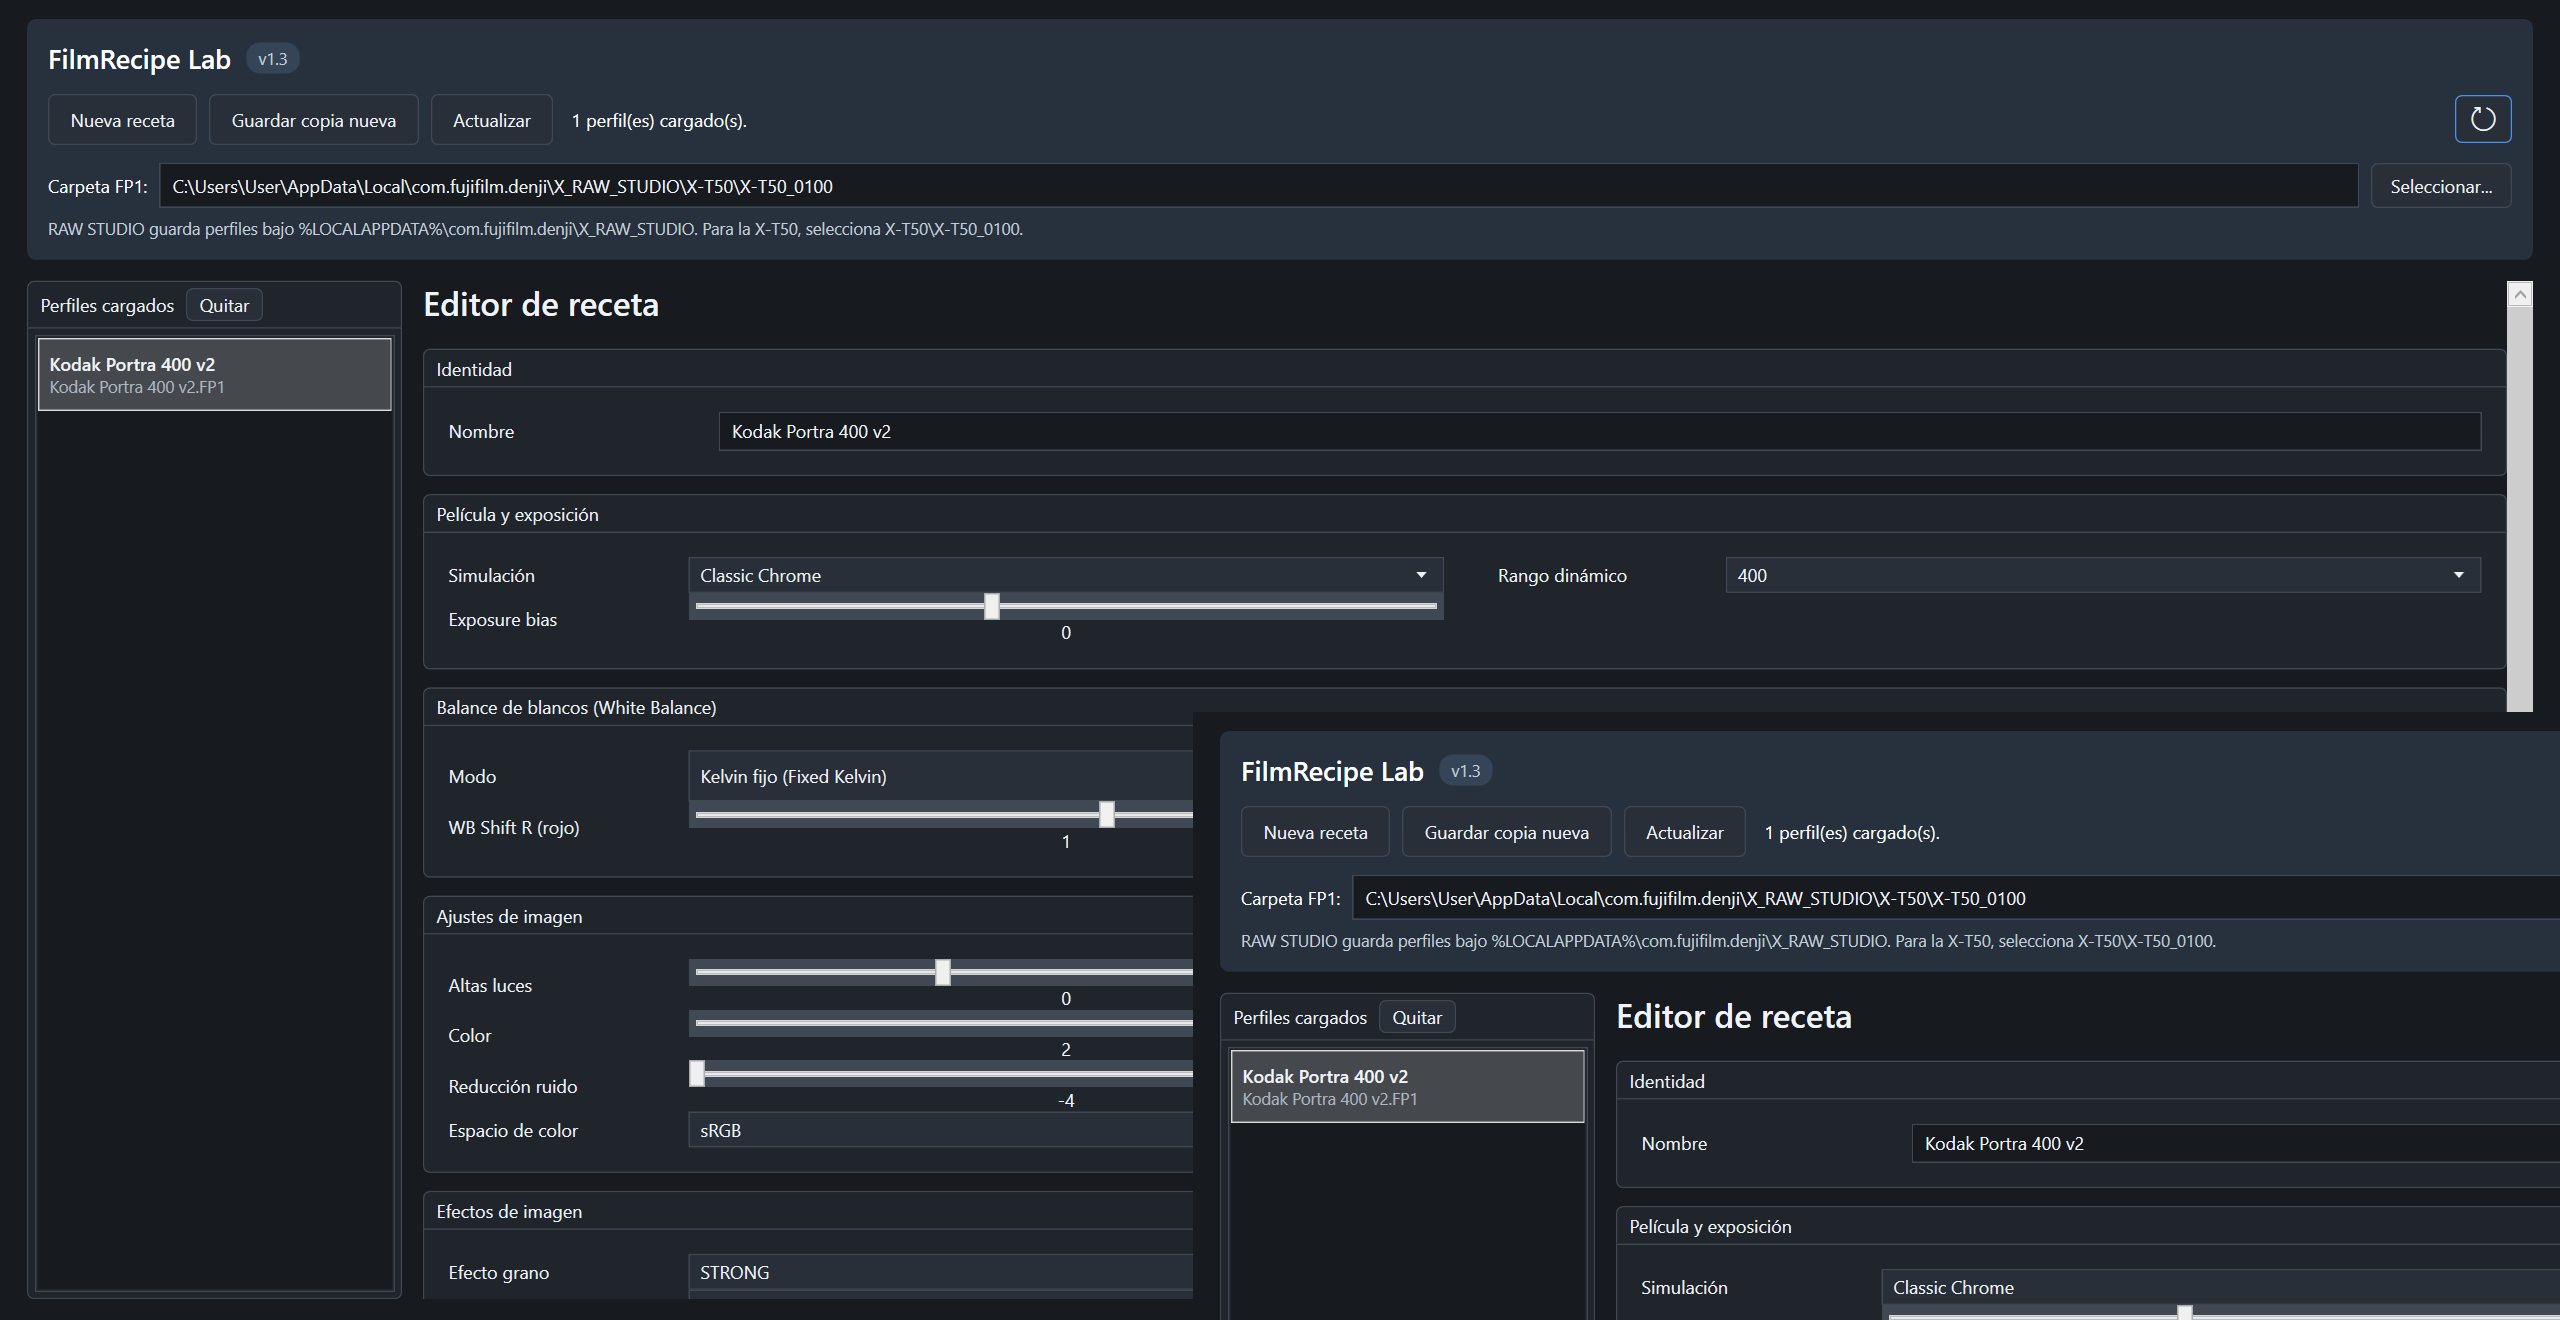 FilmRecipe Lab v1.3
Nueva receta Guardar copia nueva Actualizar 1 perfil(es) cargado(s).
Carpeta FP1: C:\Users\User\AppData\Local\com.fujifilm.denji\X_RAW_STUDIO\X-T50\X-T50_0100 Seleccionar...
RAW STUDIO guarda perfiles bajo %LOCALAPPDATA%\com.fujifilm.denji\X_RAW_STUDIO. Para la X-T50, selecciona X-T50\X-T50_0100.
Perfiles cargados Quitar
Kodak Portra 400 v2
Kodak Portra 400 v2.FP1
Editor de receta
Identidad
Nombre Kodak Portra 400 v2
Película y exposición
Simulación Classic Chrome Rango dinámico 400
Exposure bias
0
Balance de blancos (White Balance)
Modo Kelvin fijo (Fixed Kelvin)
WB Shift R (rojo)
1
Ajustes de imagen
Altas luces
0
Color
2
Reducción ruido
-4
Espacio de color sRGB
Efectos de imagen
Efecto grano STRONG
FilmRecipe Lab v1.3
Nueva receta Guardar copia nueva Actualizar 1 perfil(es) cargado(s).
Carpeta FP1: C:\Users\User\AppData\Local\com.fujifilm.denji\X_RAW_STUDIO\X-T50\X-T50_0100
RAW STUDIO guarda perfiles bajo %LOCALAPPDATA%\com.fujifilm.denji\X_RAW_STUDIO. Para la X-T50, selecciona X-T50\X-T50_0100.
Perfiles cargados Quitar
Kodak Portra 400 v2
Kodak Portra 400 v2.FP1
Editor de receta
Identidad
Nombre Kodak Portra 400 v2
Película y exposición
Simulación Classic Chrome